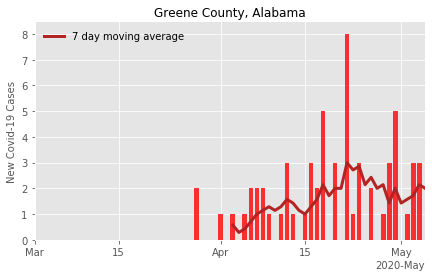 Greene County, Alabama
7 day moving average
New Covid-19 Cases
8
7
6
5
4
3
2
1
0
Mar 15 Apr 15 May
2020-May